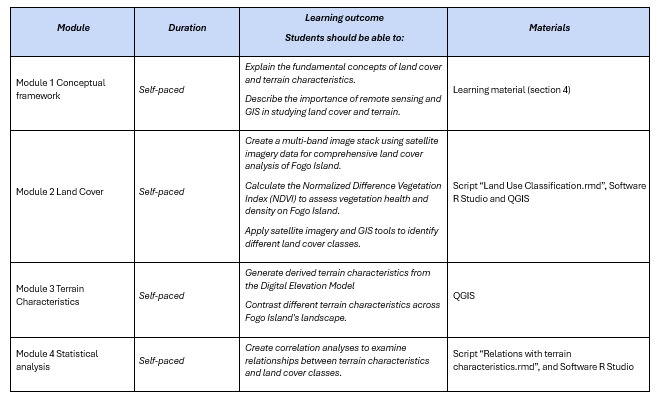 Module
Duration
Learning outcome
Students should be able to:
Materials
Module 1 Conceptual
framework
Self-paced
Explain the fundamental concepts of land cover
and terrain characteristics.
Describe the importance of remote sensing and
GIS in studying land cover and terrain.
Learning material (section 4)
Module 2 Land Cover
Self-paced
Create a multi-band image stack using satellite
imagery data for comprehensive land cover
analysis of Fogo Island.
Calculate the Normalized Difference Vegetation
Index (NDVI) to assess vegetation health and
density on Fogo Island.
Apply satellite imagery and GIS tools to identify
different land cover classes.
Script “Land Use Classification.rmd”, Software
R Studio and QGIS
Module 3 Terrain
Characteristics
Self-paced
Generate derived terrain characteristics from
the Digital Elevation Model
Contrast different terrain characteristics across
Fogo Island's landscape.
QGIS
Module 4 Statistical
analysis
Self-paced
Create correlation analyses to examine
relationships between terrain characteristics
and land cover classes.
Script “Relations with terrain
characteristics.rmd”, and Software R Studio